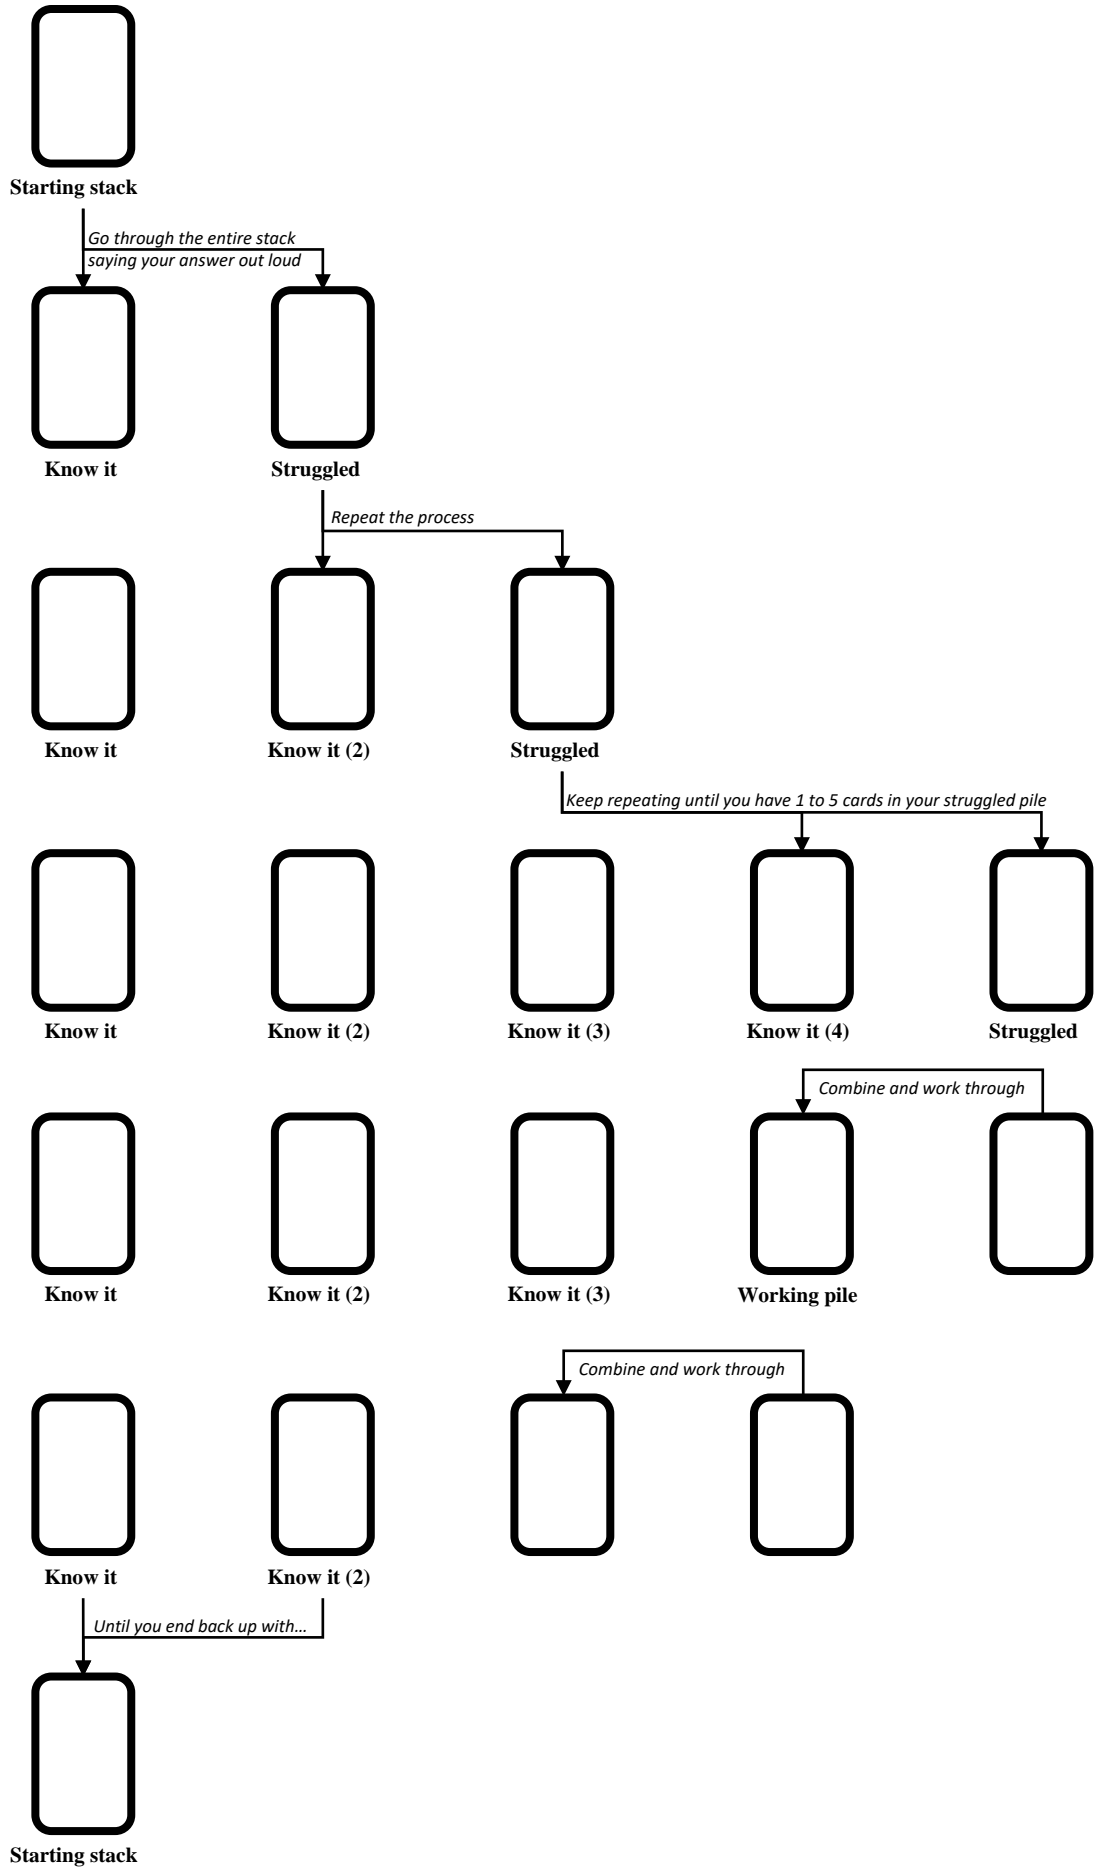 Starting stack
Go through the entire stack
saying your answer out loud
Know it
Struggled
Repeat the process
Know it
Know it (2)
Struggled
Keep repeating until you have 1 to 5 cards in your struggled pile
Know it
Know it (2)
Know it (3)
Know it (4)
Struggled
Combine and work through
Know it
Know it (2)
Know it (3)
Working pile
Combine and work through
Know it
Know it (2)
Until you end back up with…
Starting stack